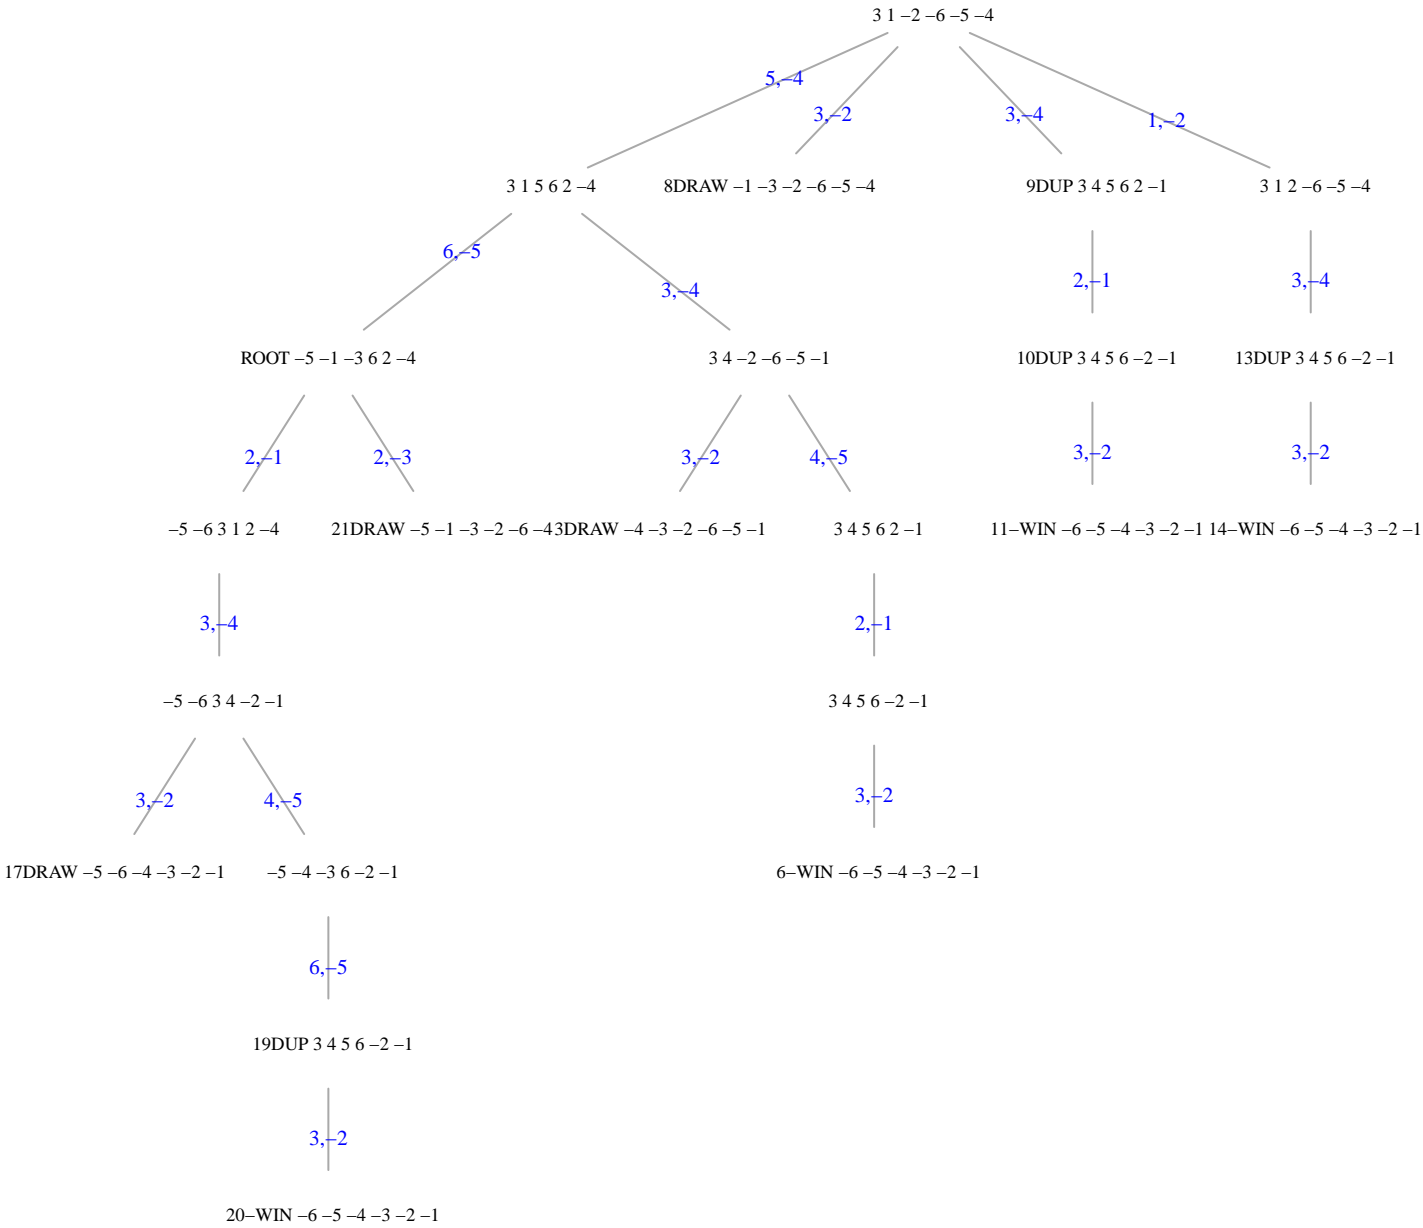 3 1 –2 –6 –5 –4
5,–4
3,–2
3,–4
1,–2
3 1 5 6 2 –4
8DRAW –1 –3 –2 –6 –5 –4
9DUP 3 4 5 6 2 –1
3 1 2 –6 –5 –4
6,–5
3,–4
2,–1
3,–4
ROOT –5 –1 –3 6 2 –4
3 4 –2 –6 –5 –1
10DUP 3 4 5 6 –2 –1
13DUP 3 4 5 6 –2 –1
2,–1
2,–3
3,–2
4,–5
3,–2
3,–2
–5 –6 3 1 2 –4
21DRAW –5 –1 –3 –2 –6 –4
3DRAW –4 –3 –2 –6 –5 –1
3 4 5 6 2 –1
11–WIN –6 –5 –4 –3 –2 –1
14–WIN –6 –5 –4 –3 –2 –1
3,–4
2,–1
–5 –6 3 4 –2 –1
3 4 5 6 –2 –1
3,–2
4,–5
3,–2
17DRAW –5 –6 –4 –3 –2 –1
–5 –4 –3 6 –2 –1
6–WIN –6 –5 –4 –3 –2 –1
6,–5
19DUP 3 4 5 6 –2 –1
3,–2
20–WIN –6 –5 –4 –3 –2 –1